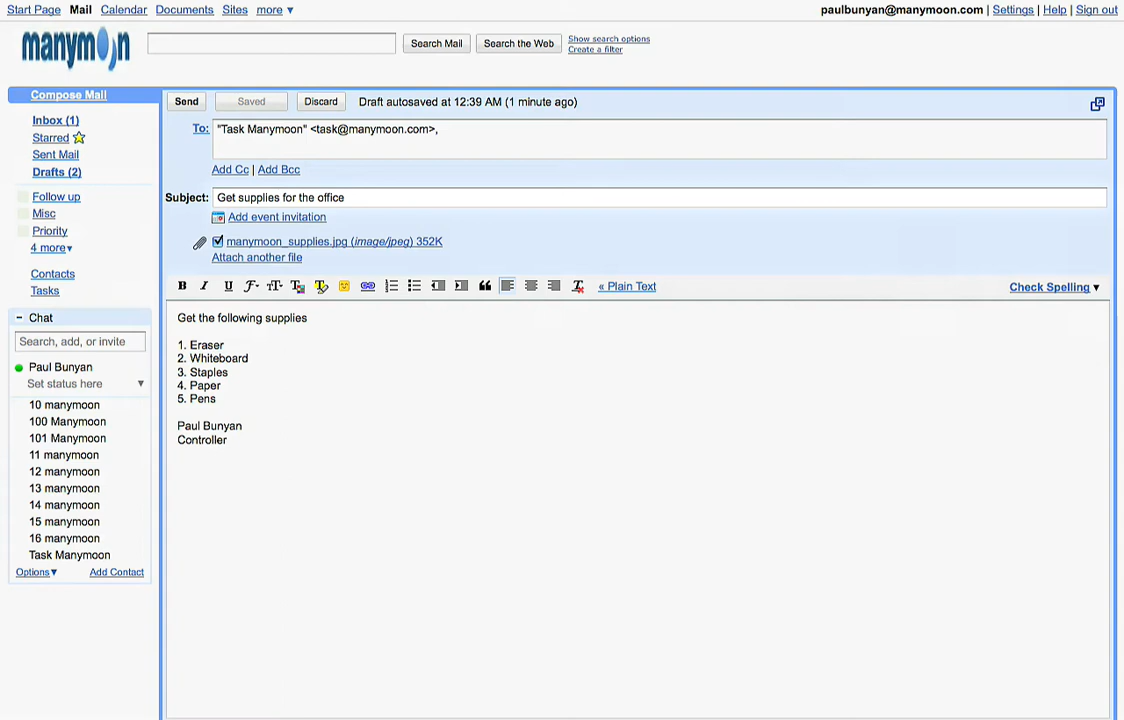 Start Page Mail Calendar Documents Sites more ▼
paulbunyan@manymoon.com | Settings | Help | Sign out
manymoon
Search Mail Search the Web Show search options
Create a filter
Compose Mail
Inbox (1)
Starred
Sent Mail
Drafts (2)
Follow up
Misc
Priority
4 more▼
Contacts
Tasks
– Chat
Search, add, or invite
Paul Bunyan
Set status here ▼
10 manymoon
100 Manymoon
101 Manymoon
11 manymoon
12 manymoon
13 manymoon
14 manymoon
15 manymoon
16 manymoon
Task Manymoon
Options▼ Add Contact
Send Saved Discard Draft autosaved at 12:39 AM (1 minute ago)
To: "Task Manymoon" <task@manymoon.com>,
Add Cc | Add Bcc
Subject: Get supplies for the office
Add event invitation
manymoon_supplies.jpg (image/jpeg) 352K
Attach another file
B I U « Plain Text Check Spelling ▼
Get the following supplies
1. Eraser
2. Whiteboard
3. Staples
4. Paper
5. Pens
Paul Bunyan
Controller